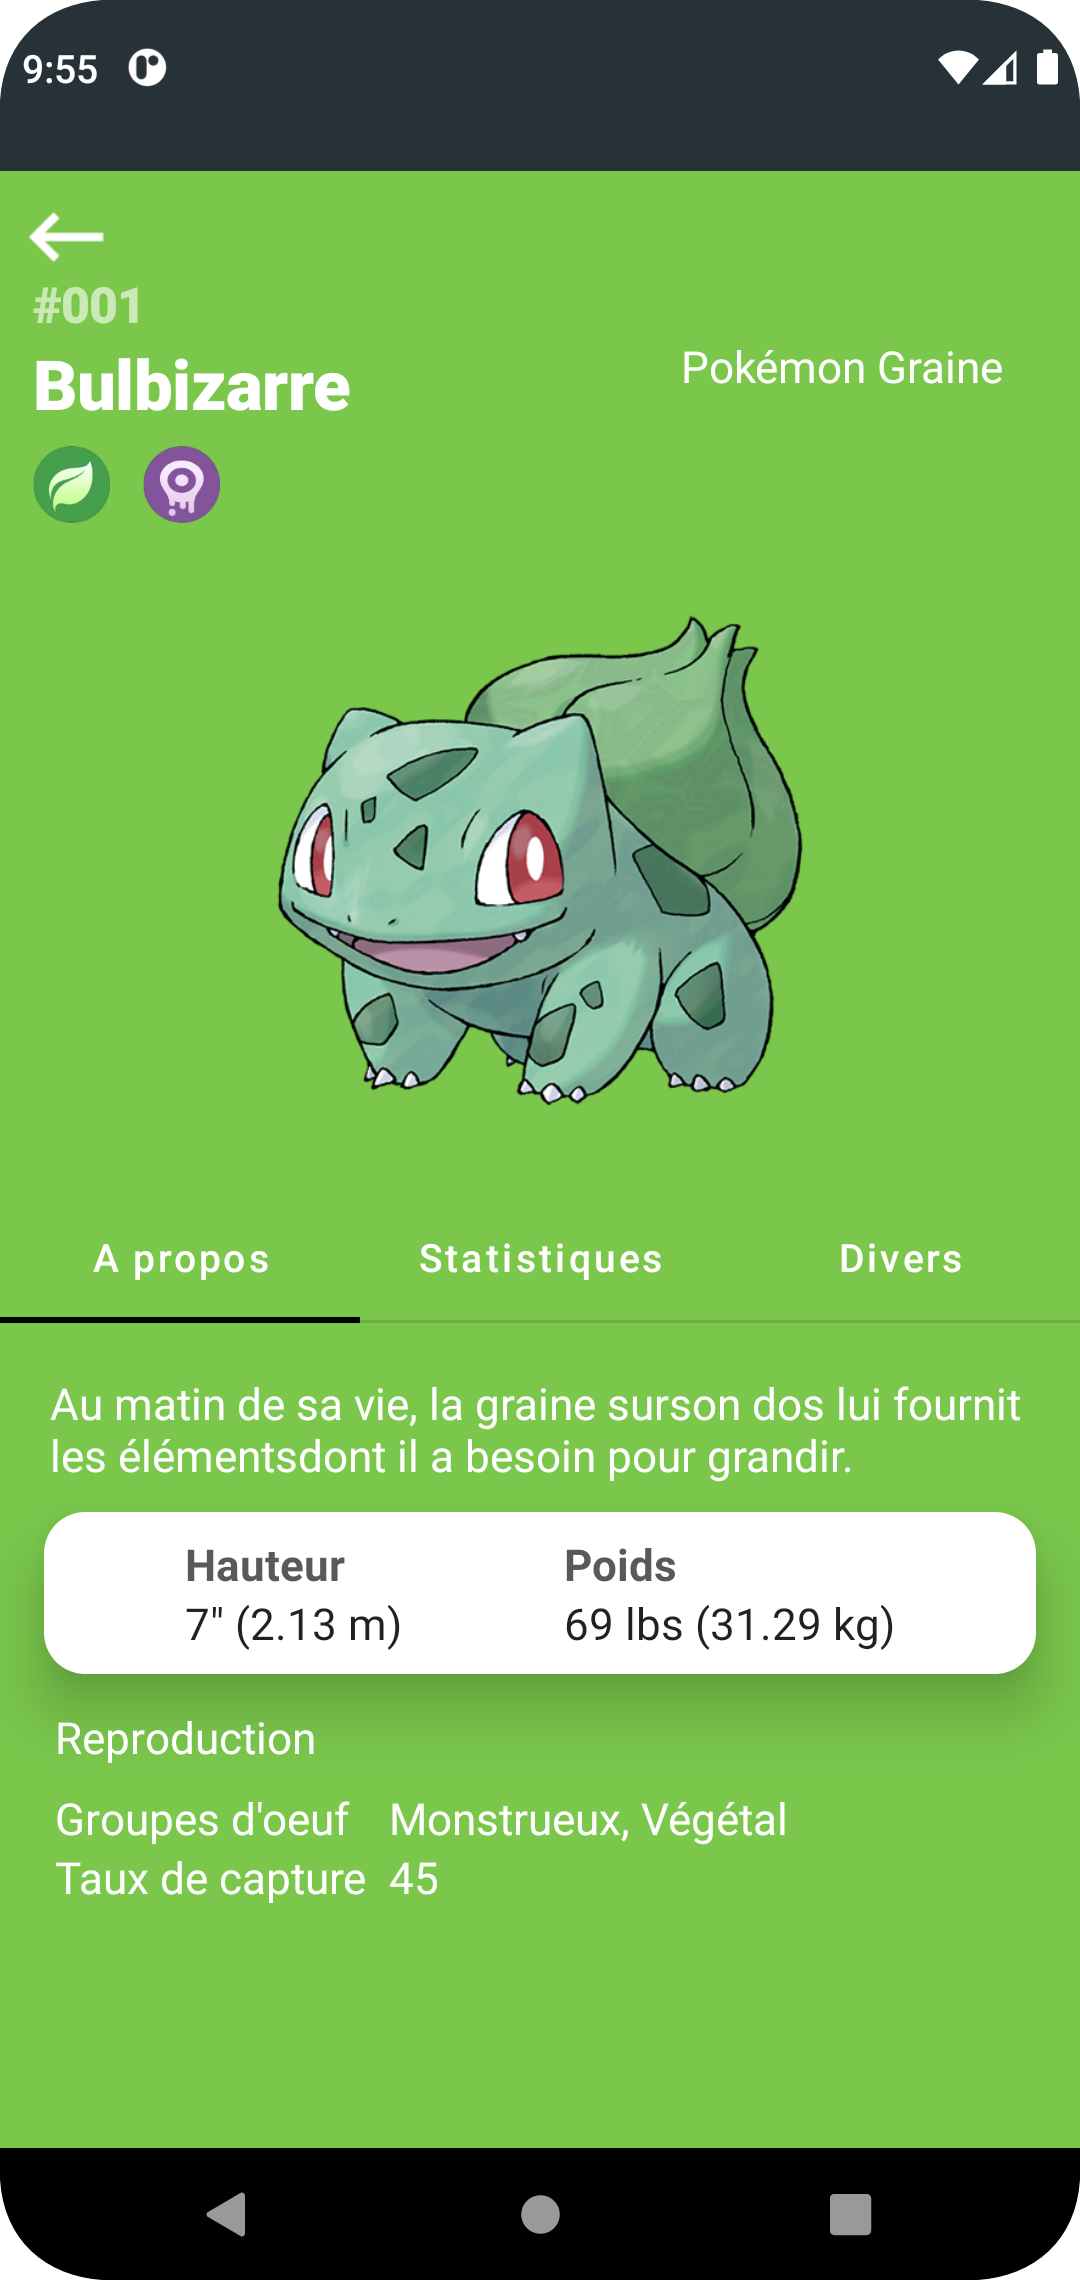 9:55
#001
Bulbizarre
Pokémon Graine
A propos
Statistiques
Divers
Au matin de sa vie, la graine surson dos lui fournit
les élémentsdont il a besoin pour grandir.
Hauteur
Poids
7" (2.13 m)
69 lbs (31.29 kg)
Reproduction
Groupes d'oeuf Monstrueux, Végétal
Taux de capture 45